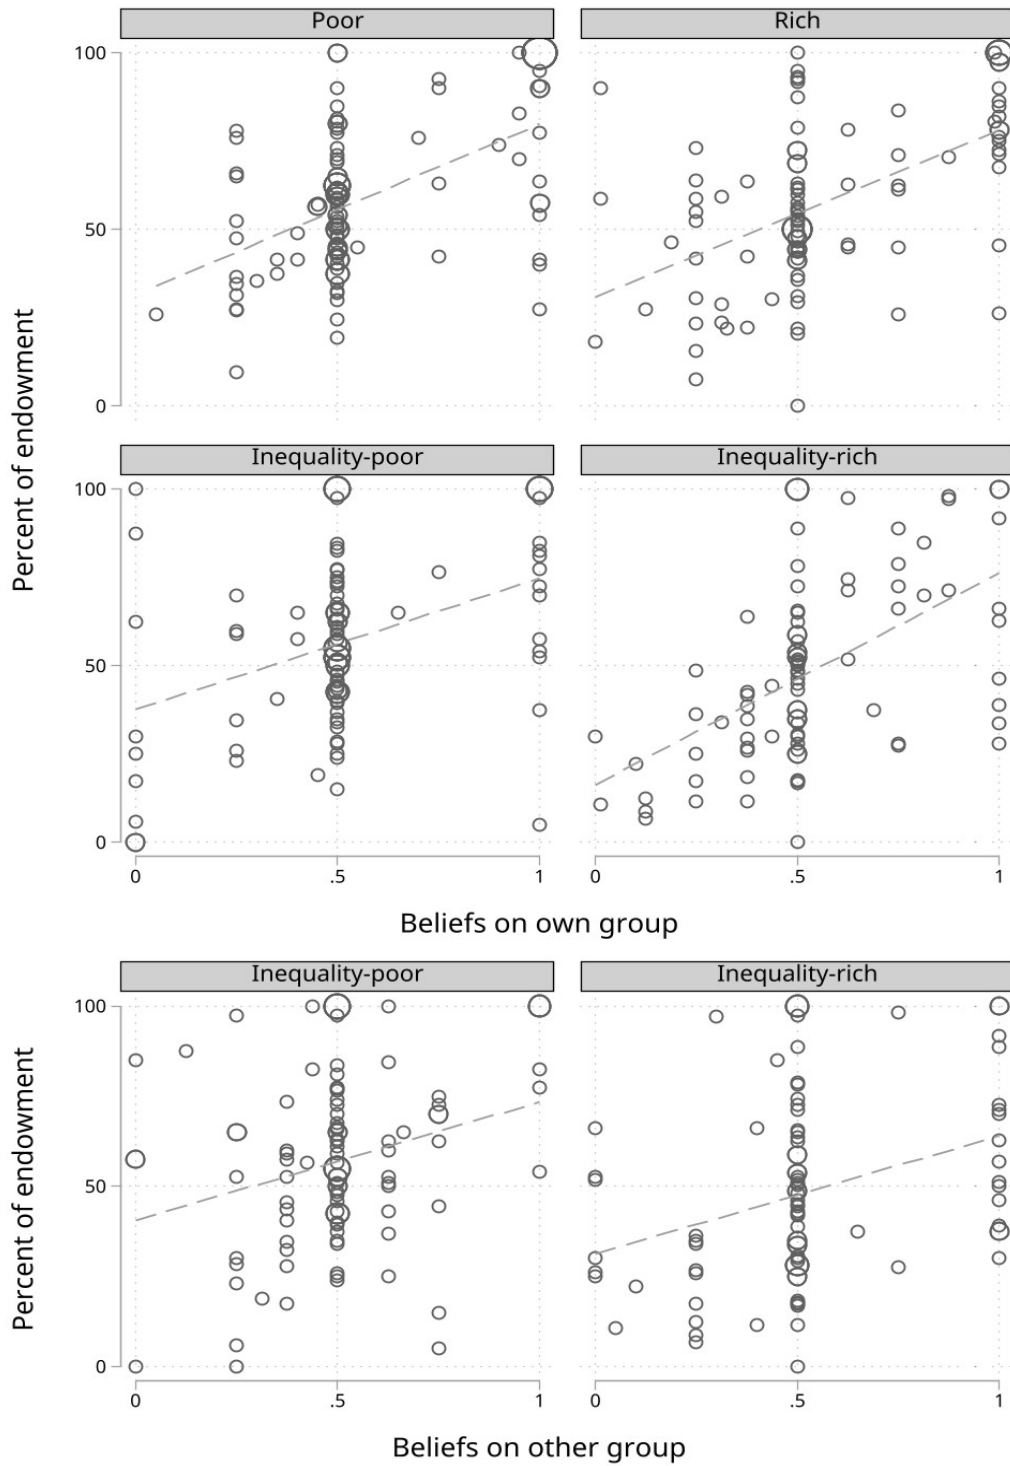 Poor
Rich
100
50
0
Percent of endowment
Inequality-poor
Inequality-rich
100
50
0
0 .5 1
0 .5 1
Beliefs on own group
Inequality-poor
Inequality-rich
100
50
0
Percent of endowment
0 .5 1
0 .5 1
Beliefs on other group